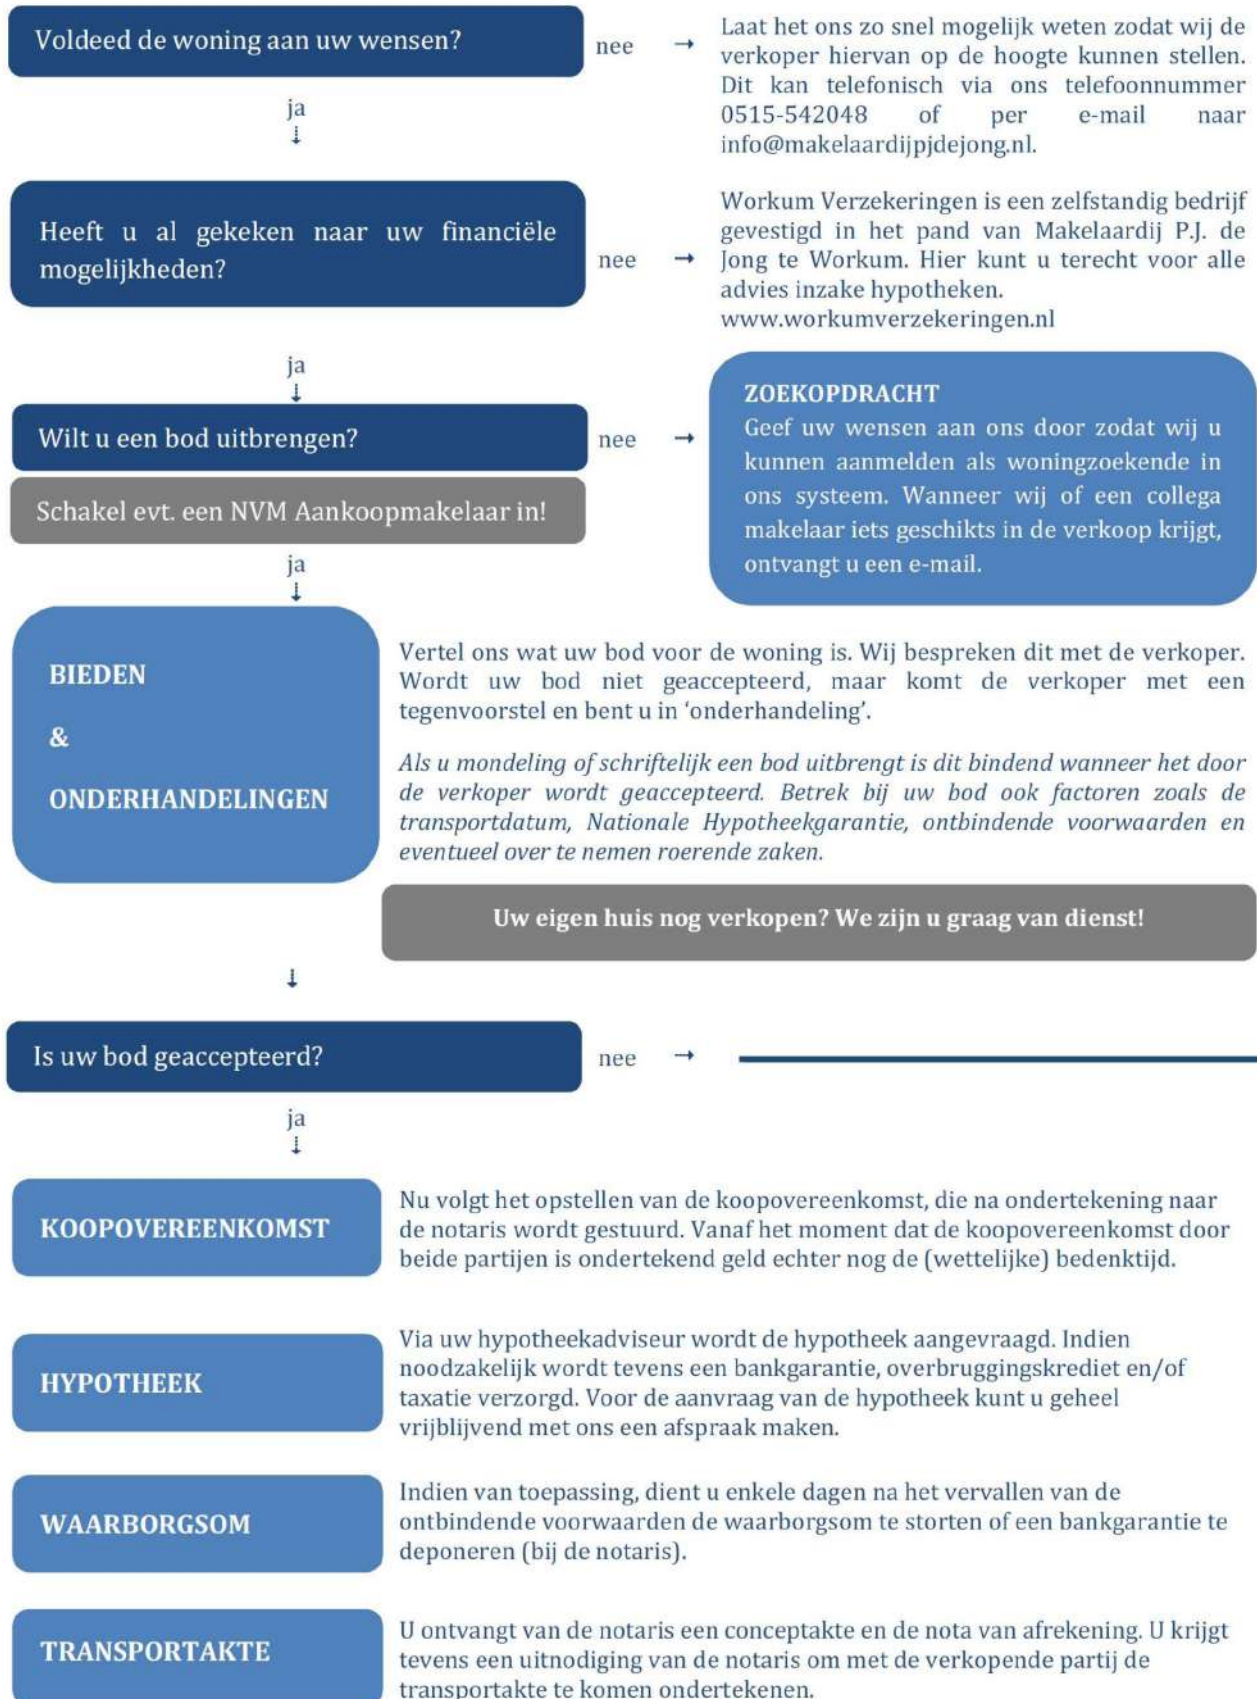 Voldeed de woning aan uw wensen?
nee →
Laat het ons zo snel mogelijk weten zodat wij de
verkoper hiervan op de hoogte kunnen stellen.
Dit kan telefonisch via ons telefoonnummer
0515-542048 of per e-mail naar
info@makelaardijpjdejong.nl.
ja
↓
Heeft u al gekeken naar uw financiële
mogelijkheden?
nee →
Workum Verzekeringen is een zelfstandig bedrijf
gevestigd in het pand van Makelaardij P.J. de
Jong te Workum. Hier kunt u terecht voor alle
advies inzake hypotheken.
www.workumverzekeringen.nl
ja
↓
Wilt u een bod uitbrengen?
nee →
Schakel evt. een NVM Aankoopmakelaar in!
ZOEKOPDRACHT
Geef uw wensen aan ons door zodat wij u
kunnen aanmelden als woningzoekende in
ons systeem. Wanneer wij of een collega
makelaar iets geschikts in de verkoop krijgt,
ontvangt u een e-mail.
ja
↓
BIEDEN
&
ONDERHANDELINGEN
Vertel ons wat uw bod voor de woning is. Wij bespreken dit met de verkoper.
Wordt uw bod niet geaccepteerd, maar komt de verkoper met een
tegenvoorstel en bent u in ‘onderhandeling’.
Als u mondeling of schriftelijk een bod uitbrengt is dit bindend wanneer het door
de verkoper wordt geaccepteerd. Betrek bij uw bod ook factoren zoals de
transportdatum, Nationale Hypotheekgarantie, ontbindende voorwaarden en
eventueel over te nemen roerende zaken.
Uw eigen huis nog verkopen? We zijn u graag van dienst!
↓
Is uw bod geaccepteerd?
nee →
ja
↓
KOOPOVEREENKOMST
Nu volgt het opstellen van de koopovereenkomst, die na ondertekening naar
de notaris wordt gestuurd. Vanaf het moment dat de koopovereenkomst door
beide partijen is ondertekend geld echter nog de (wettelijke) bedenktijd.
HYPOTHEEK
Via uw hypotheekadviseur wordt de hypotheek aangevraagd. Indien
noodzakelijk wordt tevens een bankgarantie, overbruggingskrediet en/of
taxatie verzorgd. Voor de aanvraag van de hypotheek kunt u geheel
vrijblijvend met ons een afspraak maken.
WAARBORGSOM
Indien van toepassing, dient u enkele dagen na het vervallen van de
ontbindende voorwaarden de waarborgsom te storten of een bankgarantie te
deponeren (bij de notaris).
TRANSPORTAKTE
U ontvangt van de notaris een conceptakte en de nota van afrekening. U krijgt
tevens een uitnodiging van de notaris om met de verkopende partij de
transportakte te komen ondertekenen.